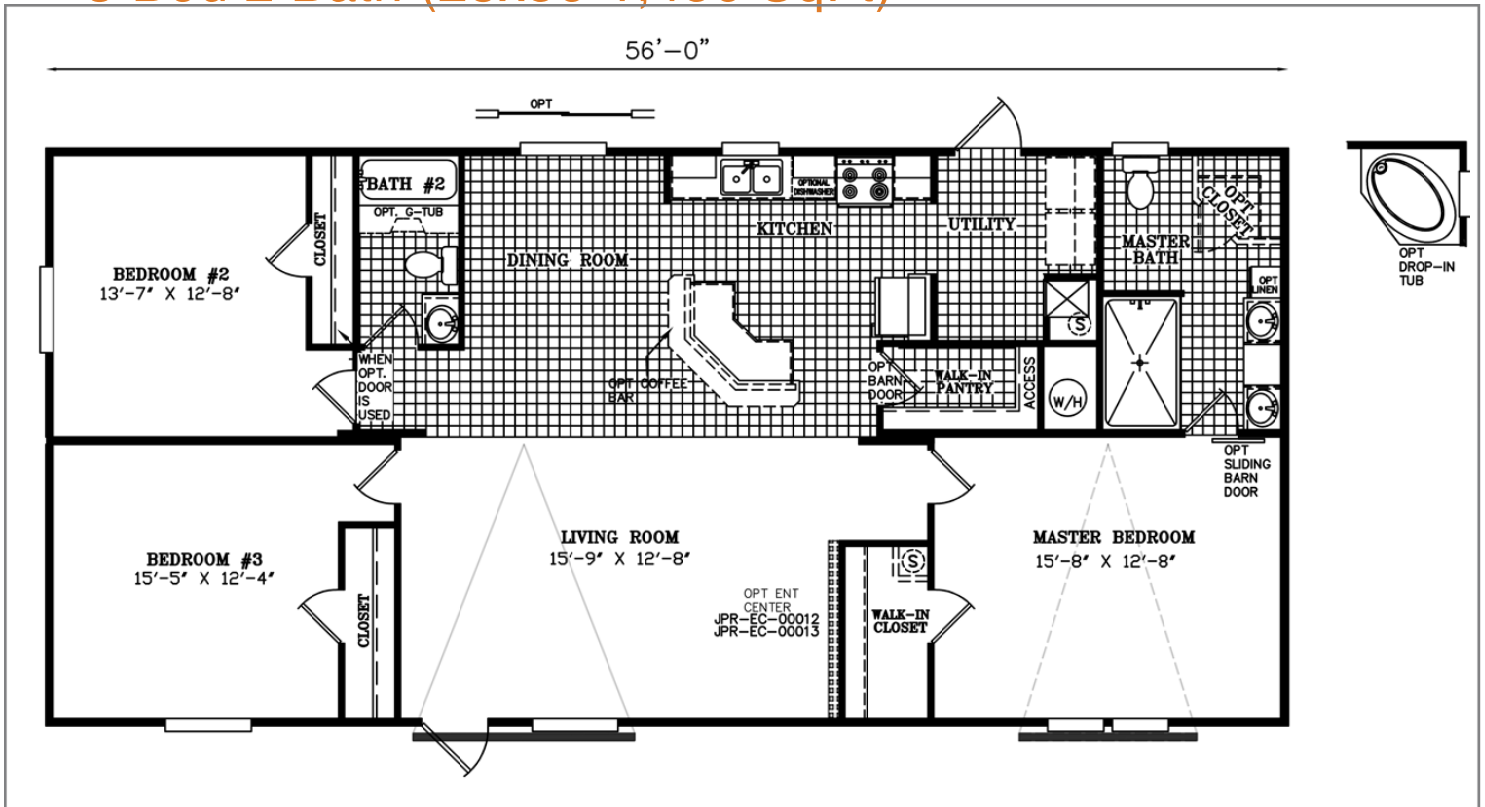 Bed 2 Bath SqFt)
56'-0"
OPT
BATH #2
OPT. G-TUB
CLOSET
BEDROOM #2
13'-7" X 12'-8"
WHEN
OPT.
DOOR
IS
USED
DINING ROOM
KITCHEN
OPTIONAL
DISHWASHER
OPT COFFEE
BAR
UTILITY
S
OPT
BARN
DOOR
WALK-IN
PANTRY
ACCESS
W/H
MASTER
BATH
OPT
CLOSET
OPT
LINEN
OPT
DROP-IN
TUB
OPT
SLIDING
BARN
DOOR
BEDROOM #3
15'-5" X 12'-4"
CLOSET
LIVING ROOM
15'-9" X 12'-8"
OPT ENT
CENTER
JPR-EC-00012
JPR-EC-00013
S
WALK-IN
CLOSET
MASTER BEDROOM
15'-8" X 12'-8"